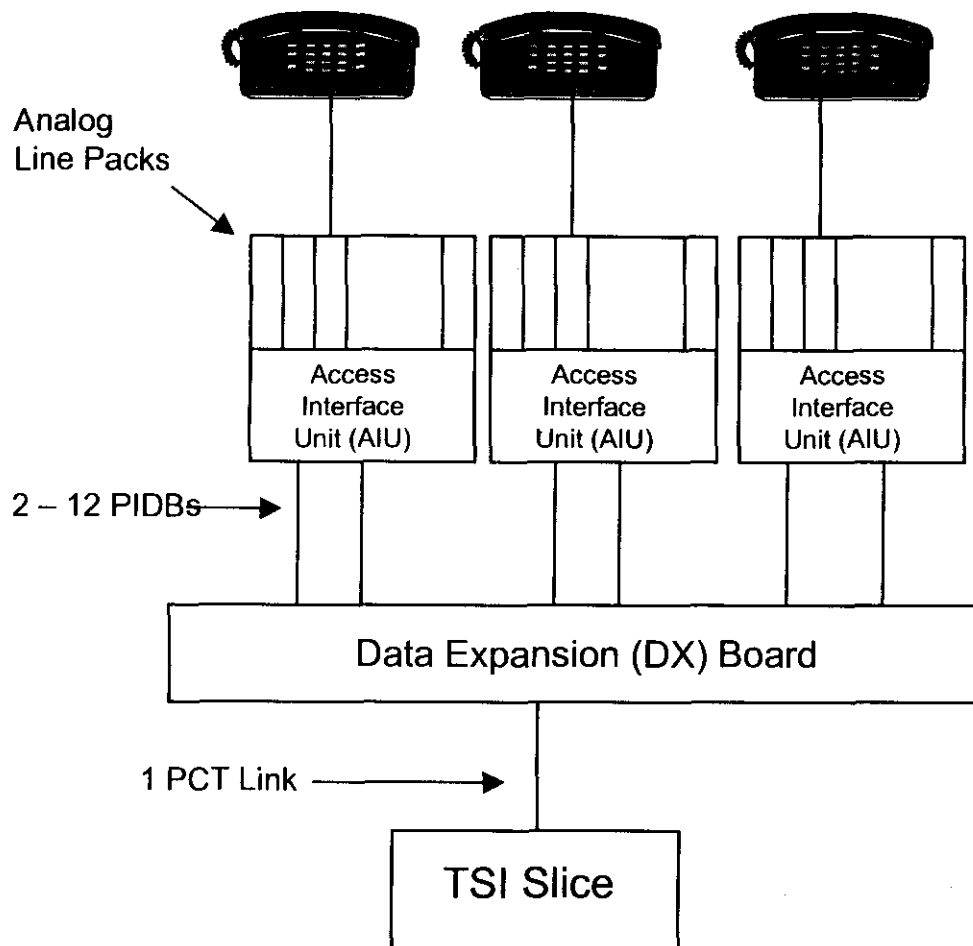 Analog
Line Packs
Access
Interface
Unit (AIU)
Access
Interface
Unit (AIU)
Access
Interface
Unit (AIU)
2 – 12 PIDBs
Data Expansion (DX) Board
1 PCT Link
TSI Slice